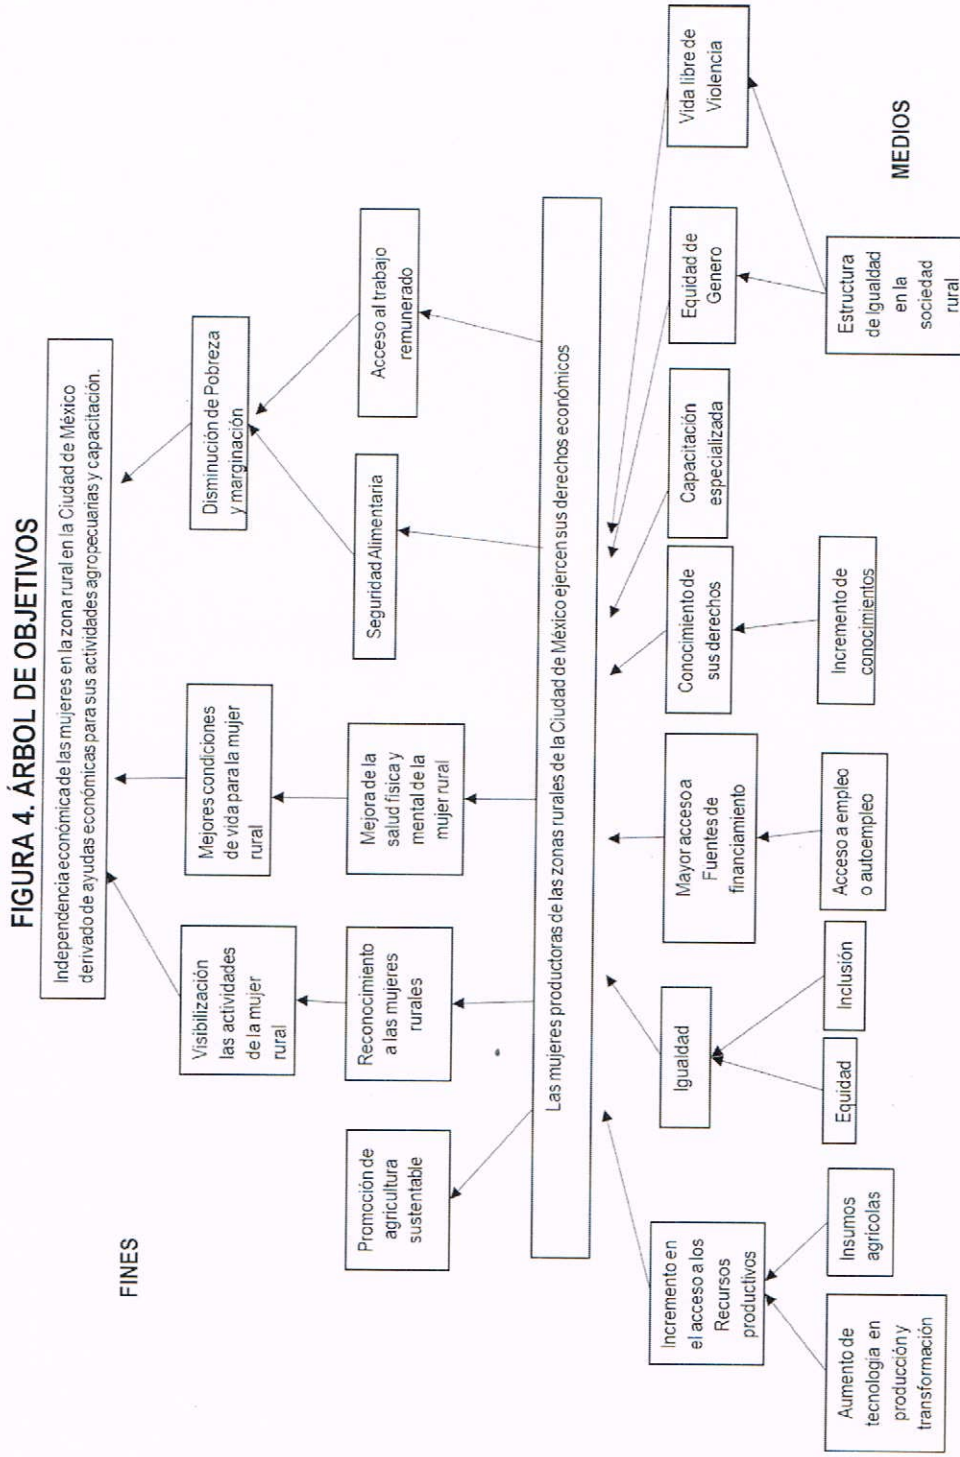 FIGURA 4. ÁRBOL DE OBJETIVOS
Independencia económica de las mujeres en la zona rural en la Ciudad de México
derivado de ayudas económicas para sus actividades agropecuarias y capacitación.
FINES
Visibilización
las actividades
de la mujer
rural
Mejores condiciones
de vida para la mujer
rural
Disminución de Pobreza
y marginación
Promoción de
agricultura
sustentable
Reconocimiento
a las mujeres
rurales
Mejora de la
salud física y
mental de la
mujer rural
Seguridad Alimentaria
Acceso al trabajo
remunerado
Las mujeres productoras de las zonas rurales de la Ciudad de México ejercen sus derechos económicos
Incremento en
el acceso a los
Recursos
productivos
Igualdad
Mayor acceso a
Fuentes de
financiamiento
Conocimiento de
sus derechos
Capacitación
especializada
Equidad de
Genero
Vida libre de
Violencia
Aumento de
tecnología en
producción y
transformación
Insumos
agrícolas
Equidad
Inclusión
Acceso a empleo
o autoempleo
Incremento de
conocimientos
Estructura
de Igualdad
en la
sociedad
rural
MEDIOS